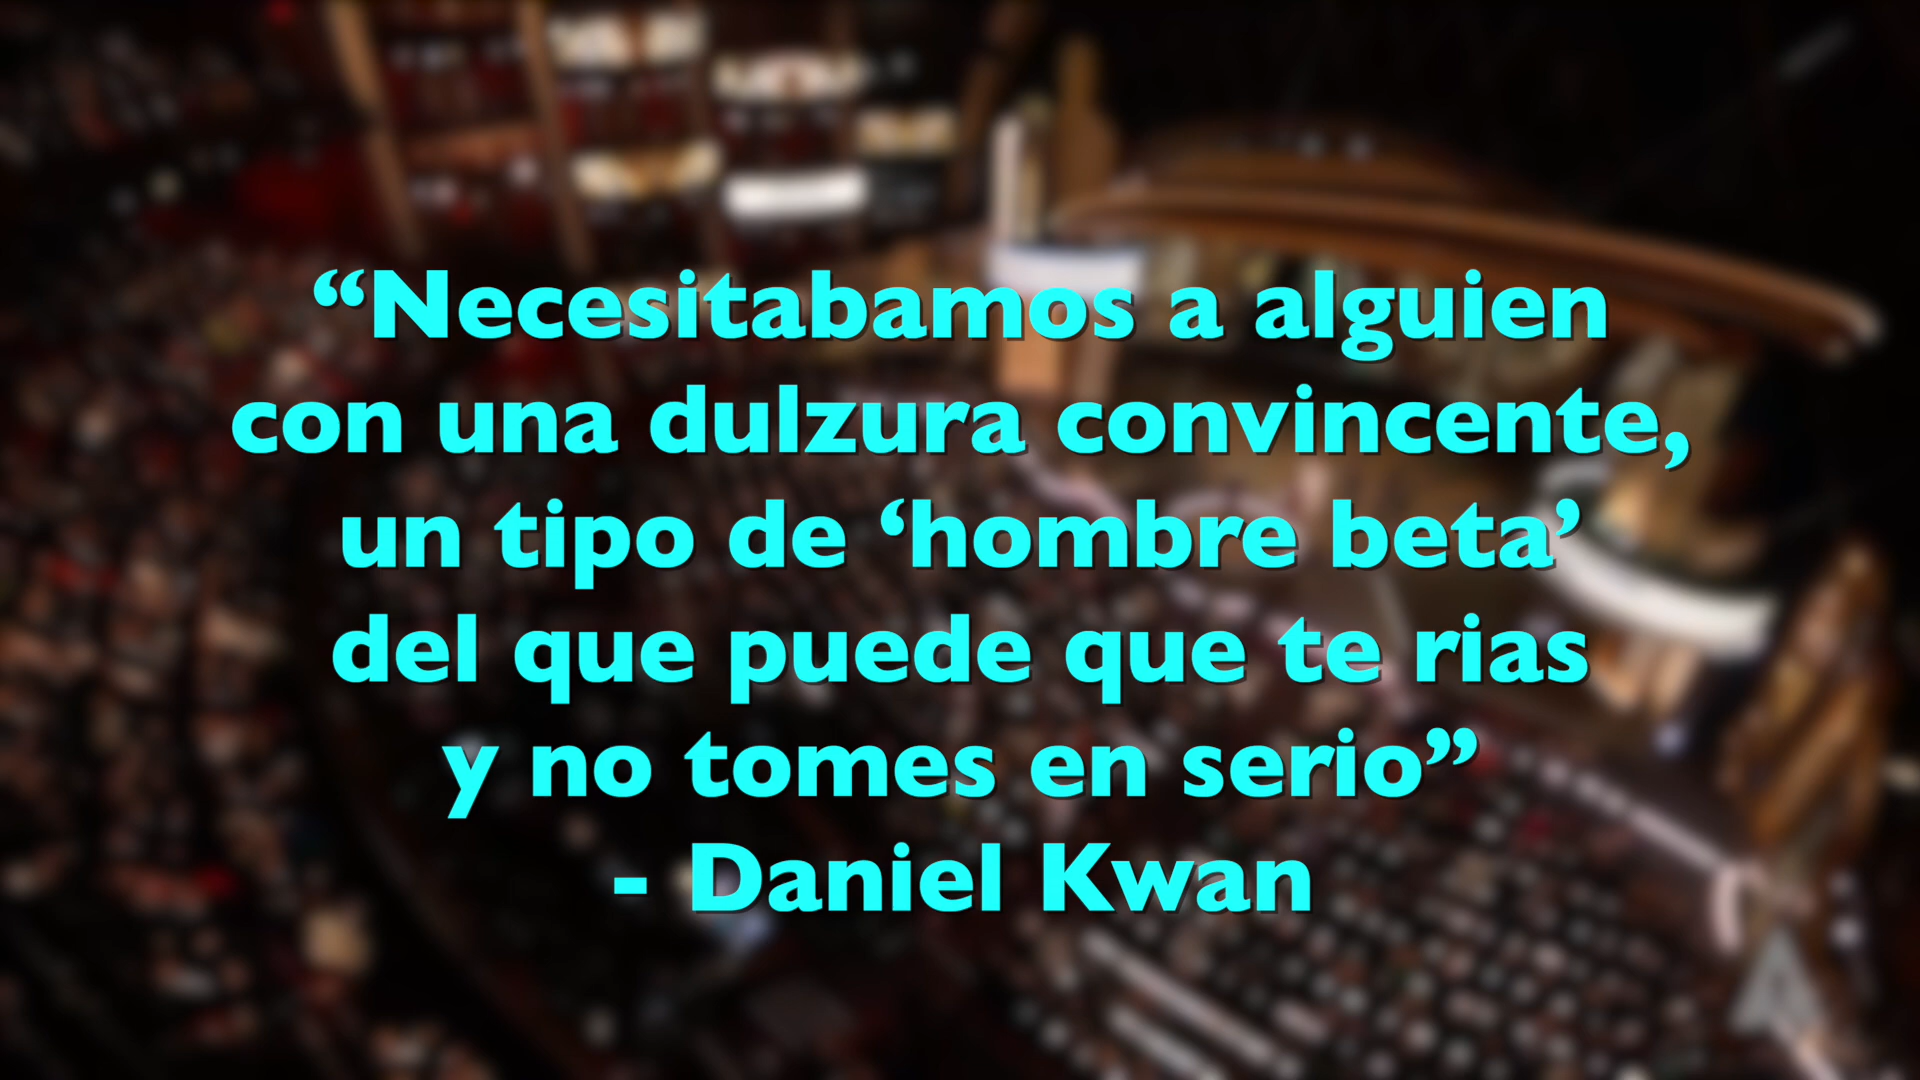 “Necesitabamos a alguien
con una dulzura convincente,
un tipo de ‘hombre beta’
del que puede que te rias
y no tomes en serio”
- Daniel Kwan